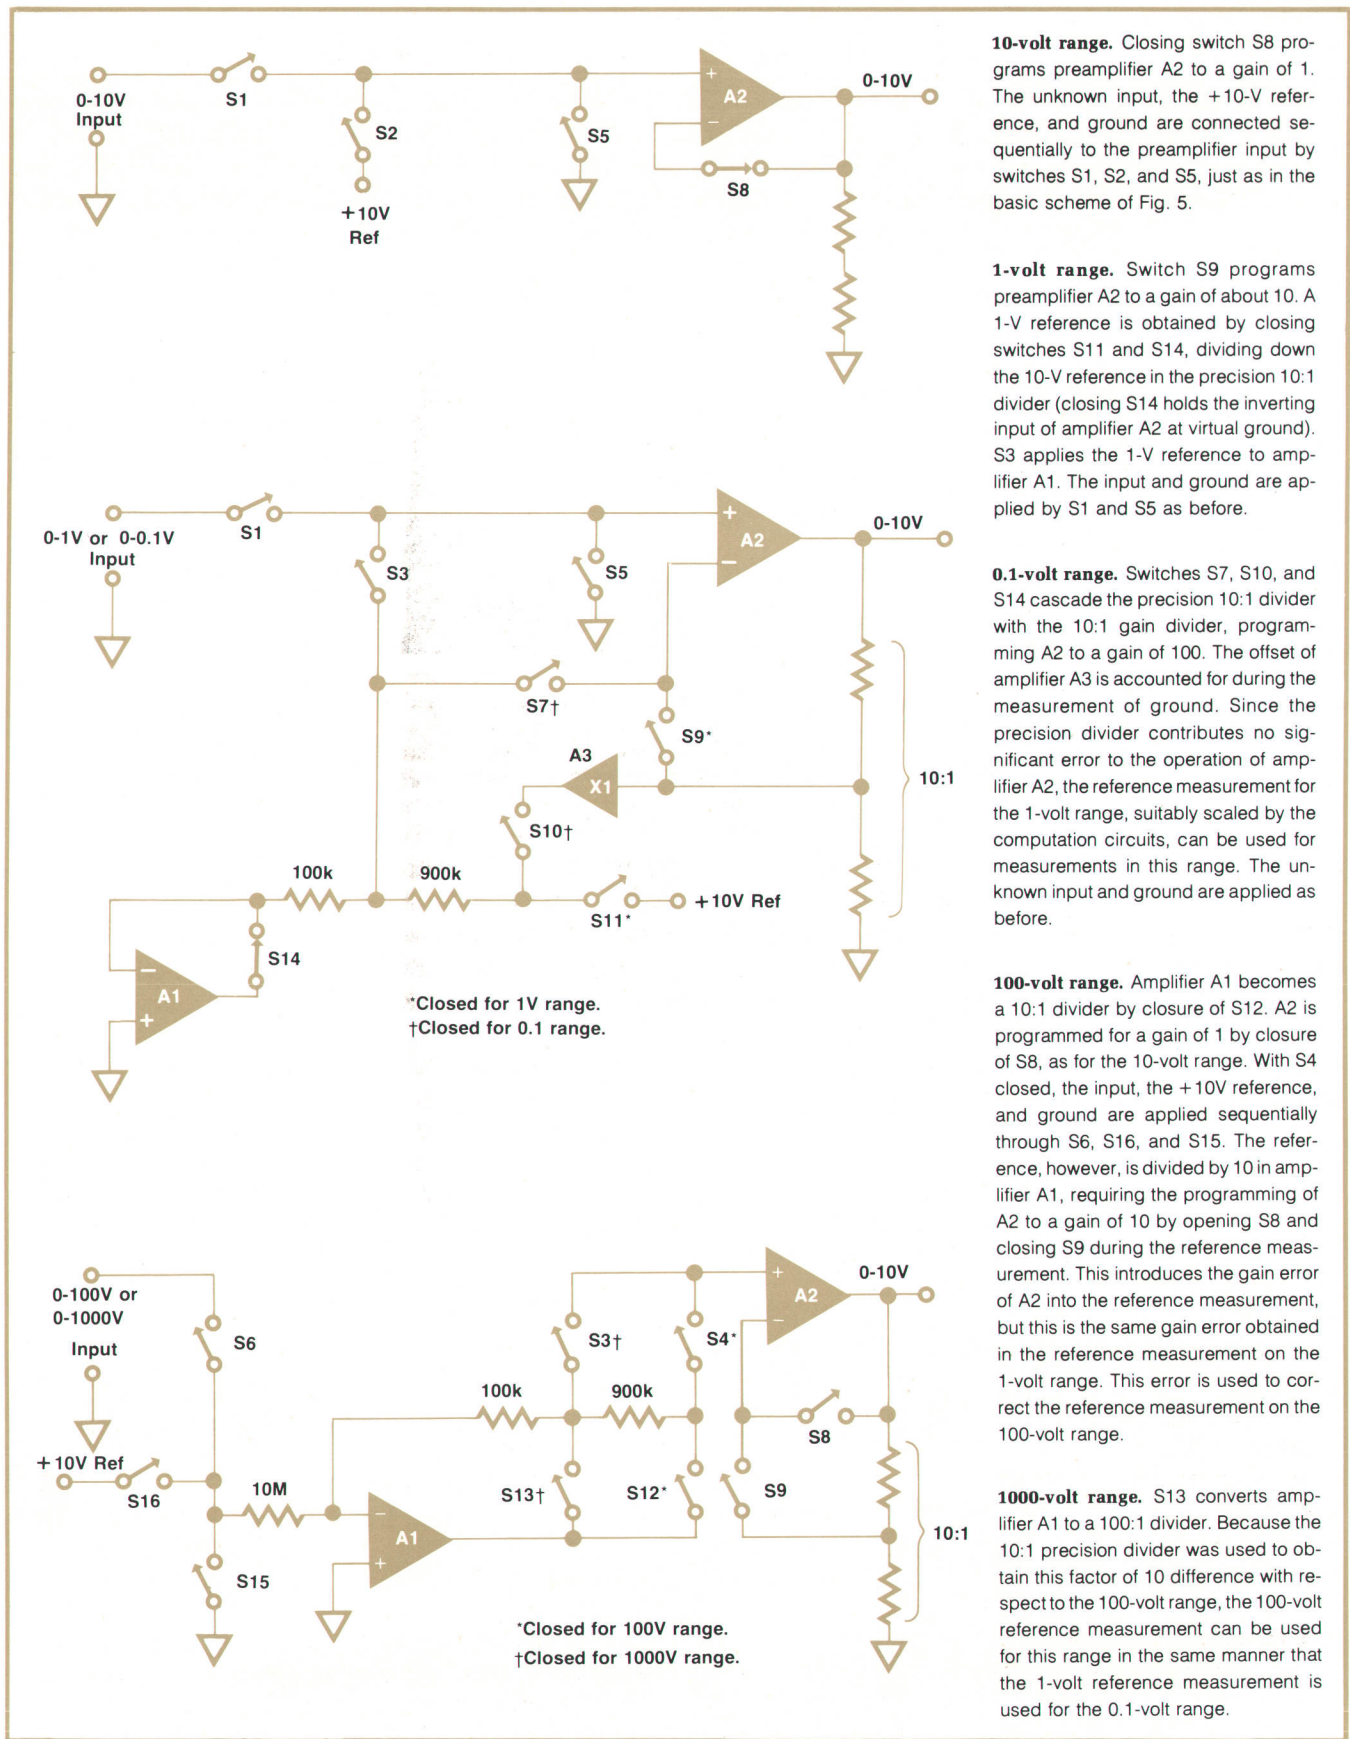 0-10V
Input
S1
S2
+10V
Ref
S5
+
A2
−
S8
0-10V
0-1V or 0-0.1V
Input
S1
S3
S5
+
A2
−
0-10V
S7†
S9*
A3
X1
S10†
10:1
100k
900k
S11*
+10V Ref
S14
−
A1
+
*Closed for 1V range.
†Closed for 0.1 range.
0-100V or
0-1000V
Input
S6
+10V Ref
S16
10M
S15
−
A1
+
100k
900k
S3†
S4*
S13†
S12*
+
A2
−
0-10V
S8
S9
10:1
*Closed for 100V range.
†Closed for 1000V range.
10-volt range. Closing switch S8 pro-
grams preamplifier A2 to a gain of 1.
The unknown input, the +10-V refer-
ence, and ground are connected se-
quentially to the preamplifier input by
switches S1, S2, and S5, just as in the
basic scheme of Fig. 5.
1-volt range. Switch S9 programs
preamplifier A2 to a gain of about 10. A
1-V reference is obtained by closing
switches S11 and S14, dividing down
the 10-V reference in the precision 10:1
divider (closing S14 holds the inverting
input of amplifier A2 at virtual ground).
S3 applies the 1-V reference to amp-
lifier A1. The input and ground are ap-
plied by S1 and S5 as before.
0.1-volt range. Switches S7, S10, and
S14 cascade the precision 10:1 divider
with the 10:1 gain divider, program-
ming A2 to a gain of 100. The offset of
amplifier A3 is accounted for during the
measurement of ground. Since the
precision divider contributes no sig-
nificant error to the operation of amp-
lifier A2, the reference measurement for
the 1-volt range, suitably scaled by the
computation circuits, can be used for
measurements in this range. The un-
known input and ground are applied as
before.
100-volt range. Amplifier A1 becomes
a 10:1 divider by closure of S12. A2 is
programmed for a gain of 1 by closure
of S8, as for the 10-volt range. With S4
closed, the input, the +10V reference,
and ground are applied sequentially
through S6, S16, and S15. The refer-
ence, however, is divided by 10 in amp-
lifier A1, requiring the programming of
A2 to a gain of 10 by opening S8 and
closing S9 during the reference meas-
urement. This introduces the gain error
of A2 into the reference measurement,
but this is the same gain error obtained
in the reference measurement on the
1-volt range. This error is used to cor-
rect the reference measurement on the
100-volt range.
1000-volt range. S13 converts amp-
lifier A1 to a 100:1 divider. Because the
10:1 precision divider was used to ob-
tain this factor of 10 difference with re-
spect to the 100-volt range, the 100-volt
reference measurement can be used
for this range in the same manner that
the 1-volt reference measurement is
used for the 0.1-volt range.